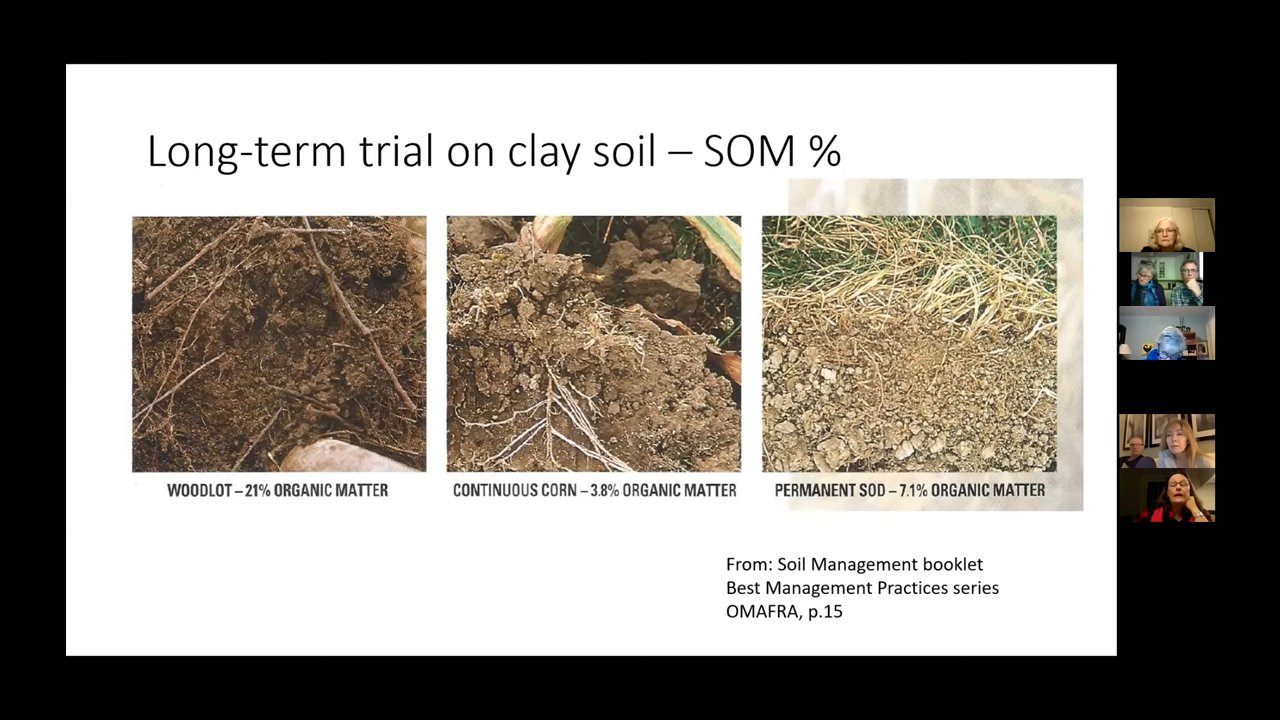 Long-term trial on clay soil – SOM %
WOODLOT – 21% ORGANIC MATTER
CONTINUOUS CORN – 3.8% ORGANIC MATTER
PERMANENT SOD – 7.1% ORGANIC MATTER
From: Soil Management booklet
Best Management Practices series
OMAFRA, p.15